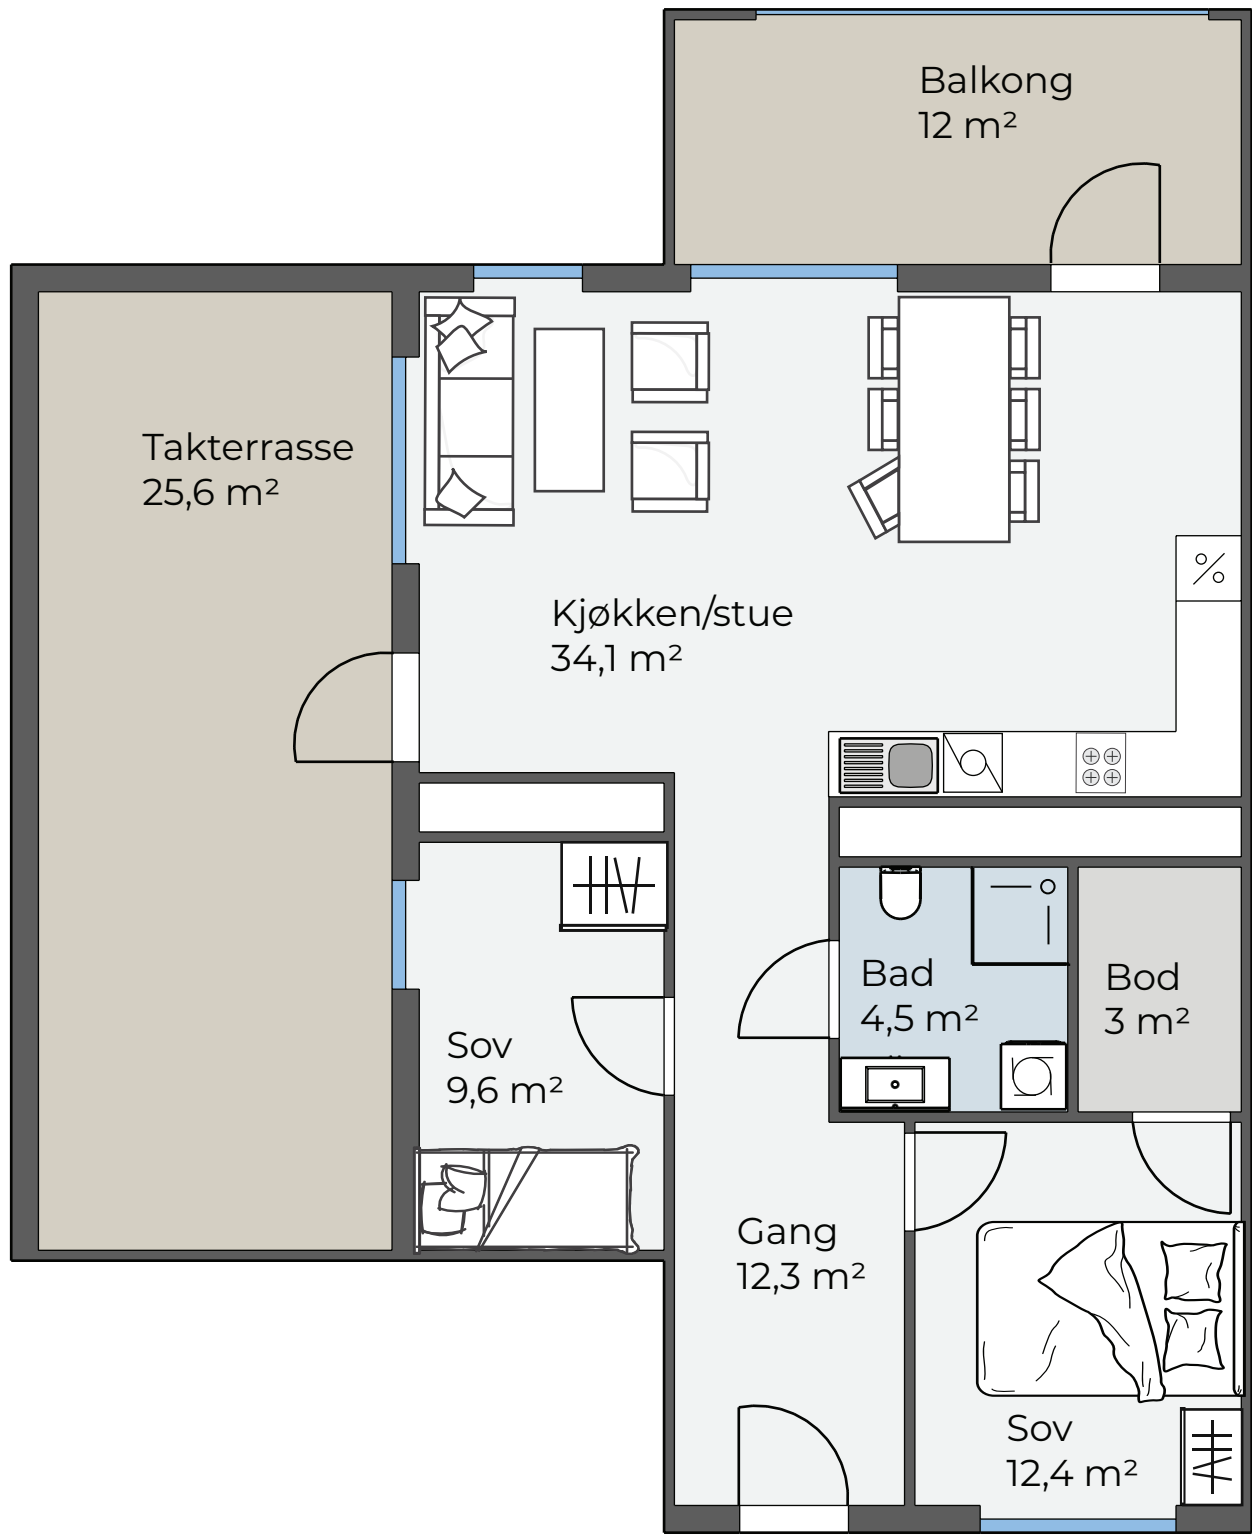 Balkong
12 m²
Takterrasse
25,6 m²
Kjøkken/stue
34,1 m²
Bad
4,5 m²
Bod
3 m²
Sov
9,6 m²
Gang
12,3 m²
Sov
12,4 m²